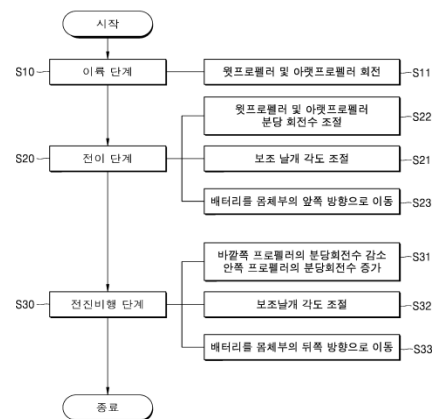 시작
S10
이륙 단계
윗프로펠러 및 아랫프로펠러 회전
S11
윗프로펠러 및 아랫프로펠러
분당 회전수 조절
S22
S20
전이 단계
보조 날개 각도 조절
S21
배터리를 몸체부의 앞쪽 방향으로 이동
S23
바깥쪽 프로펠러의 분당회전수 감소
안쪽 프로펠러의 분당회전수 증가
S31
S30
전진비행 단계
보조날개 각도 조절
S32
배터리를 몸체부의 뒤쪽 방향으로 이동
S33
종료